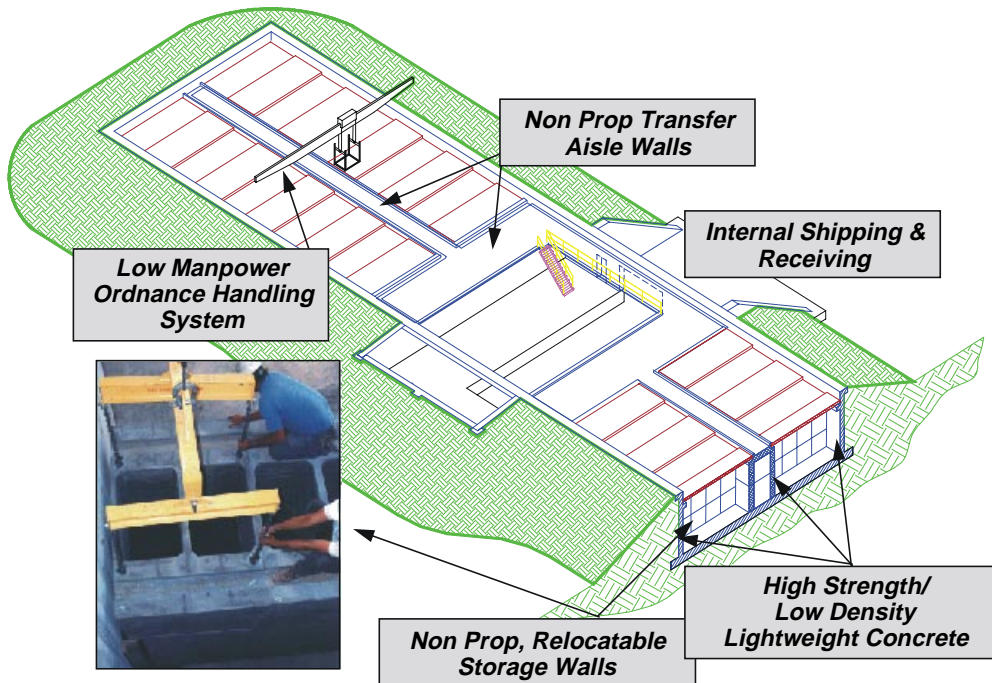 Non Prop Transfer
Aisle Walls
Internal Shipping &
Receiving
Low Manpower
Ordnance Handling
System
High Strength/
Low Density
Lightweight Concrete
Non Prop, Relocatable
Storage Walls